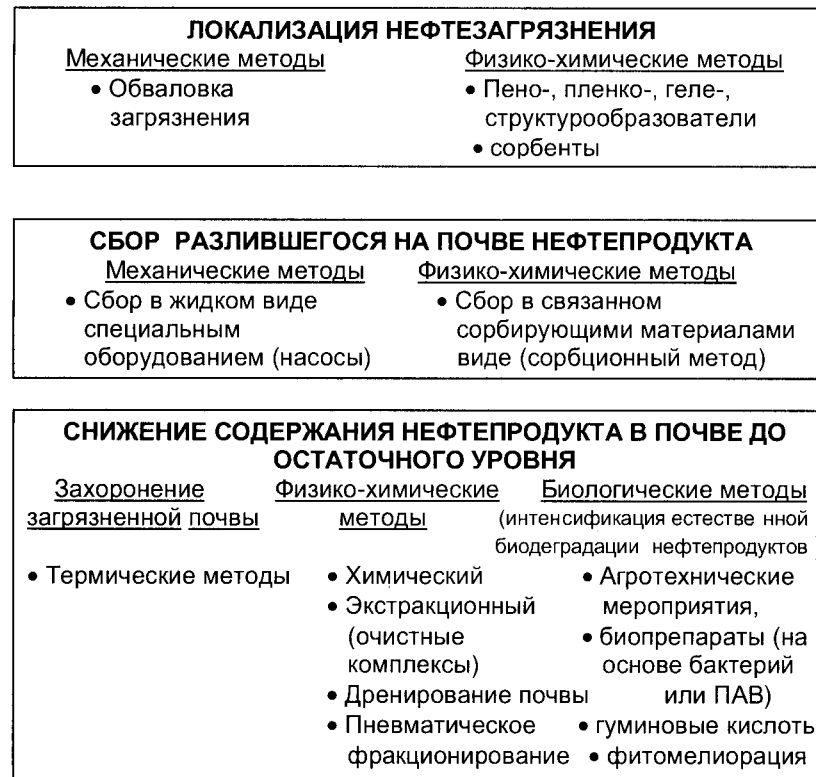 ЛОКАЛИЗАЦИЯ НЕФТЕЗАГРЯЗНЕНИЯ
Механические методы Физико-химические методы
• Обваловка • Пено-, пленко-, геле-,
загрязнения структурообразователи
• сорбенты
СБОР РАЗЛИВШЕГОСЯ НА ПОЧВЕ НЕФТЕПРОДУКТА
Механические методы Физико-химические методы
• Сбор в жидком виде • Сбор в связанном
специальным сорбирующими материалами
оборудованием (насосы) виде (сорбционный метод)
СНИЖЕНИЕ СОДЕРЖАНИЯ НЕФТЕПРОДУКТА В ПОЧВЕ ДО
ОСТАТОЧНОГО УРОВНЯ
Захоронение Физико-химические Биологические методы
загрязненной почвы методы (интенсификация естестве нной
биодеградации нефтепродуктов)
• Термические методы • Химический • Агротехнические
• Экстракционный мероприятия,
(очистные • биопрепараты (на
комплексы) основе бактерий
• Дренирование почвы или ПАВ)
• Пневматическое • гуминовые кислоты
фракционирование • фитомелиорация